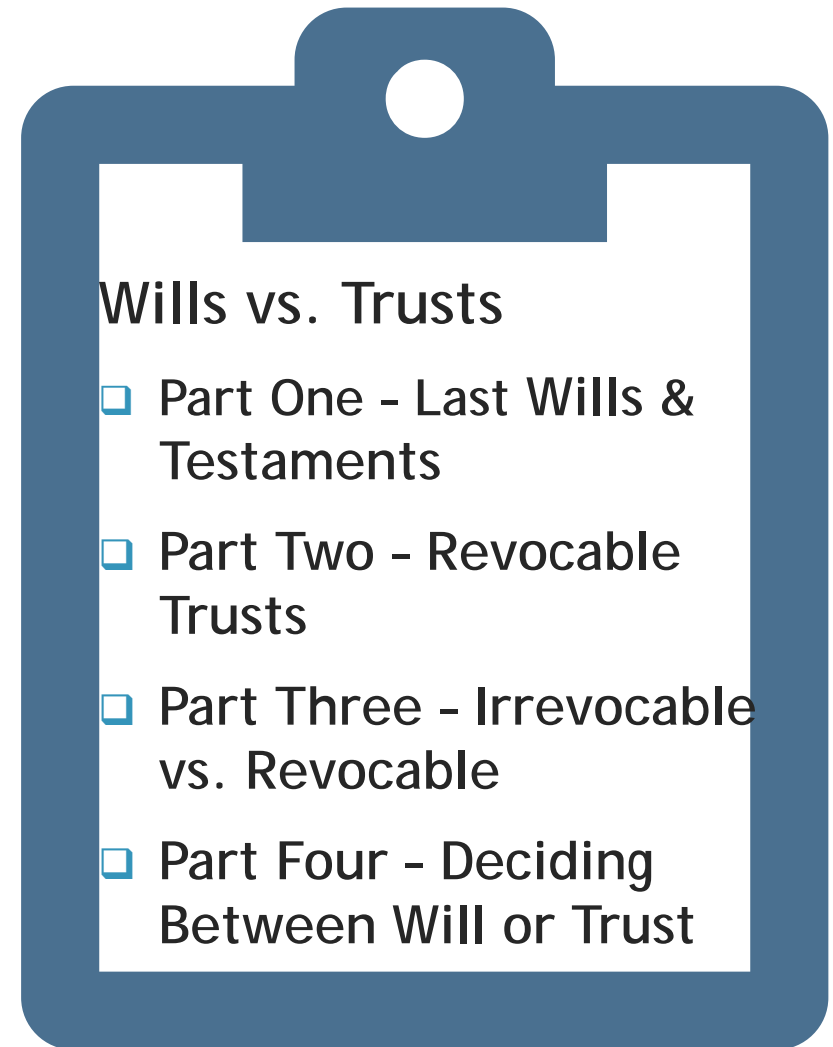 Wills vs. Trusts
Part One – Last Wills &
Testaments
Part Two – Revocable
Trusts
Part Three – Irrevocable
vs. Revocable
Part Four – Deciding
Between Will or Trust